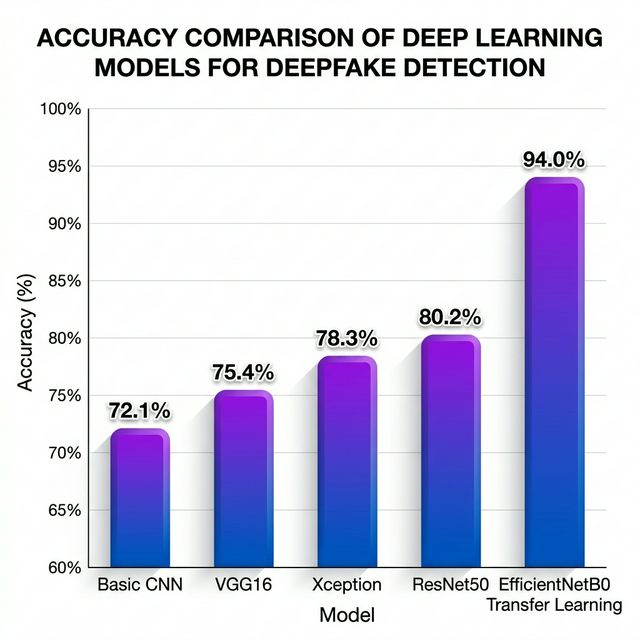 ACCURACY COMPARISON OF DEEP LEARNING
MODELS FOR DEEPFAKE DETECTION
100%
95%
90%
85%
80%
75%
70%
65%
60%
Accuracy (%)
72.1%
75.4%
78.3%
80.2%
94.0%
Basic CNN
VGG16
Xception
ResNet50
EfficientNetB0
Transfer Learning
Model